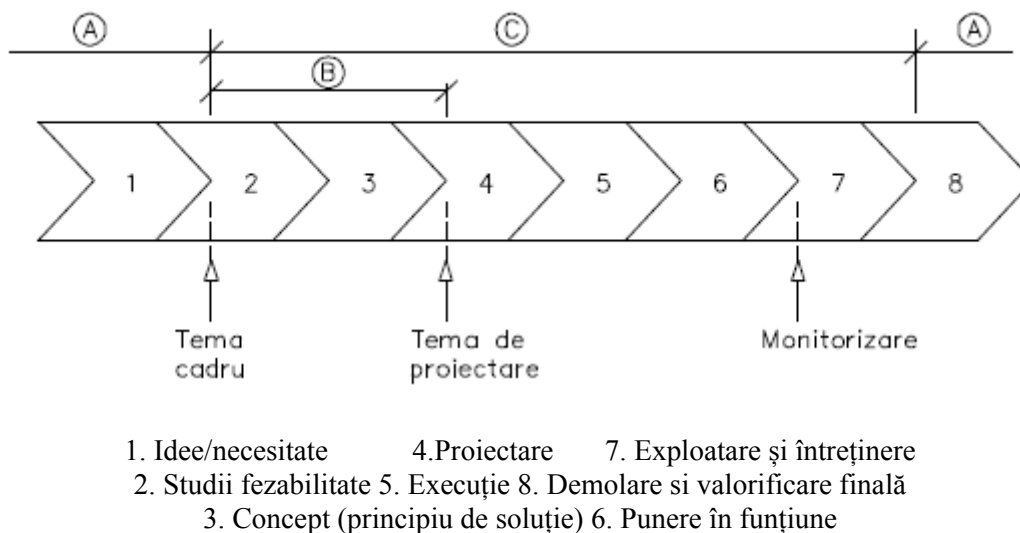 A C A
B
1 2 3 4 5 6 7 8
Tema cadru
Tema de proiectare
Monitorizare
1. Idee/necesitate 4.Proiectare 7. Exploatare și întreținere
2. Studii fezabilitate 5. Execuție 8. Demolare si valorificare finală
3. Concept (principiu de soluție) 6. Punere în funțiune